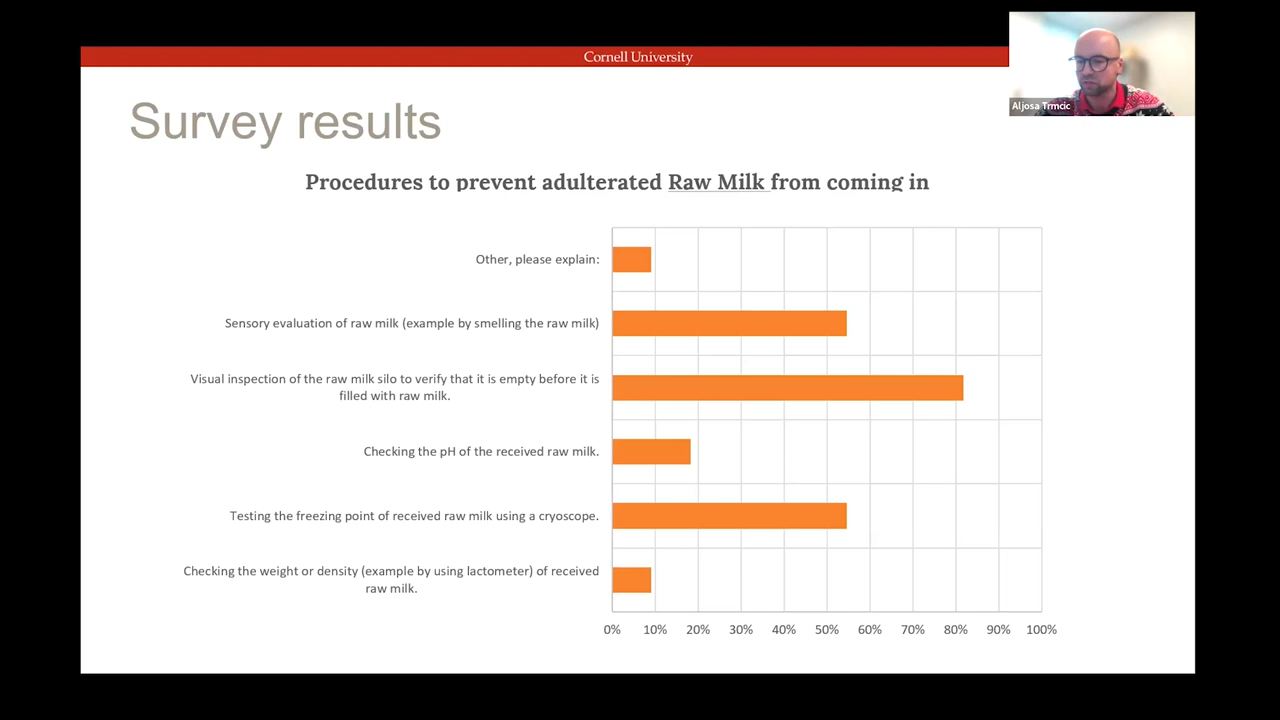 Cornell University
Aljosa Trmcic
Survey results
Procedures to prevent adulterated Raw Milk from coming in
Other, please explain:
Sensory evaluation of raw milk (example by smelling the raw milk)
Visual inspection of the raw milk silo to verify that it is empty before it is
filled with raw milk.
Checking the pH of the received raw milk.
Testing the freezing point of received raw milk using a cryoscope.
Checking the weight or density (example by using lactometer) of received
raw milk.
0% 10% 20% 30% 40% 50% 60% 70% 80% 90% 100%